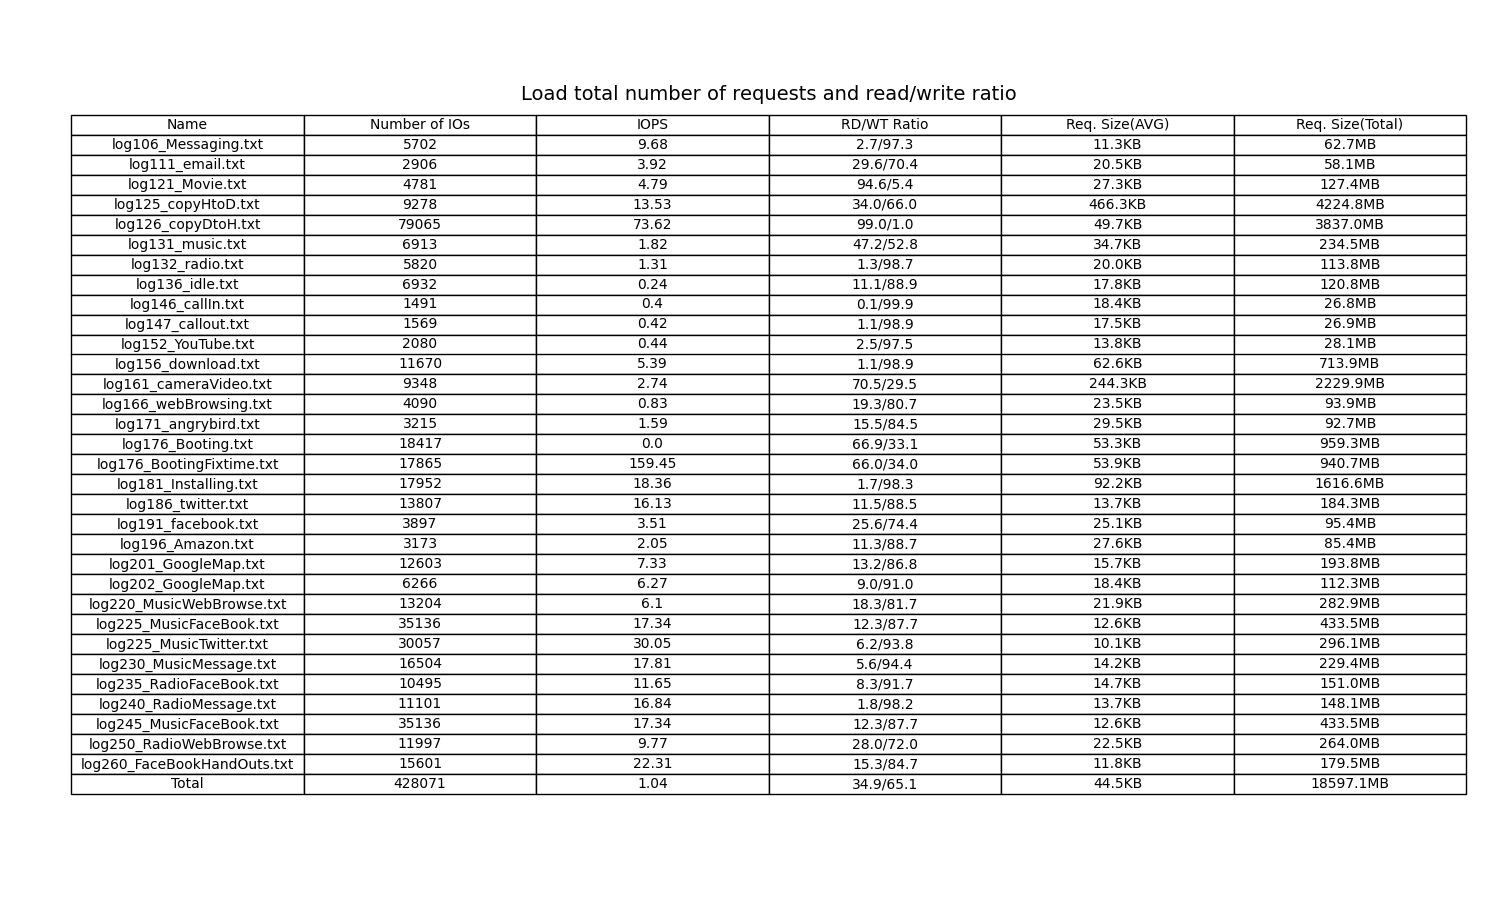 Load total number of requests and read/write ratio
Name Number of IOs IOPS RD/WT Ratio Req. Size(AVG) Req. Size(Total)
log106_Messaging.txt 5702 9.68 2.7/97.3 11.3KB 62.7MB
log111_email.txt 2906 3.92 29.6/70.4 20.5KB 58.1MB
log121_Movie.txt 4781 4.79 94.6/5.4 27.3KB 127.4MB
log125_copyHtoD.txt 9278 13.53 34.0/66.0 466.3KB 4224.8MB
log126_copyDtoH.txt 79065 73.62 99.0/1.0 49.7KB 3837.0MB
log131_music.txt 6913 1.82 47.2/52.8 34.7KB 234.5MB
log132_radio.txt 5820 1.31 1.3/98.7 20.0KB 113.8MB
log136_idle.txt 6932 0.24 11.1/88.9 17.8KB 120.8MB
log146_callIn.txt 1491 0.4 0.1/99.9 18.4KB 26.8MB
log147_callout.txt 1569 0.42 1.1/98.9 17.5KB 26.9MB
log152_YouTube.txt 2080 0.44 2.5/97.5 13.8KB 28.1MB
log156_download.txt 11670 5.39 1.1/98.9 62.6KB 713.9MB
log161_cameraVideo.txt 9348 2.74 70.5/29.5 244.3KB 2229.9MB
log166_webBrowsing.txt 4090 0.83 19.3/80.7 23.5KB 93.9MB
log171_angrybird.txt 3215 1.59 15.5/84.5 29.5KB 92.7MB
log176_Booting.txt 18417 0.0 66.9/33.1 53.3KB 959.3MB
log176_BootingFixtime.txt 17865 159.45 66.0/34.0 53.9KB 940.7MB
log181_Installing.txt 17952 18.36 1.7/98.3 92.2KB 1616.6MB
log186_twitter.txt 13807 16.13 11.5/88.5 13.7KB 184.3MB
log191_facebook.txt 3897 3.51 25.6/74.4 25.1KB 95.4MB
log196_Amazon.txt 3173 2.05 11.3/88.7 27.6KB 85.4MB
log201_GoogleMap.txt 12603 7.33 13.2/86.8 15.7KB 193.8MB
log202_GoogleMap.txt 6266 6.27 9.0/91.0 18.4KB 112.3MB
log220_MusicWebBrowse.txt 13204 6.1 18.3/81.7 21.9KB 282.9MB
log225_MusicFaceBook.txt 35136 17.34 12.3/87.7 12.6KB 433.5MB
log225_MusicTwitter.txt 30057 30.05 6.2/93.8 10.1KB 296.1MB
log230_MusicMessage.txt 16504 17.81 5.6/94.4 14.2KB 229.4MB
log235_RadioFaceBook.txt 10495 11.65 8.3/91.7 14.7KB 151.0MB
log240_RadioMessage.txt 11101 16.84 1.8/98.2 13.7KB 148.1MB
log245_MusicFaceBook.txt 35136 17.34 12.3/87.7 12.6KB 433.5MB
log250_RadioWebBrowse.txt 11997 9.77 28.0/72.0 22.5KB 264.0MB
log260_FaceBookHandOuts.txt 15601 22.31 15.3/84.7 11.8KB 179.5MB
Total 428071 1.04 34.9/65.1 44.5KB 18597.1MB